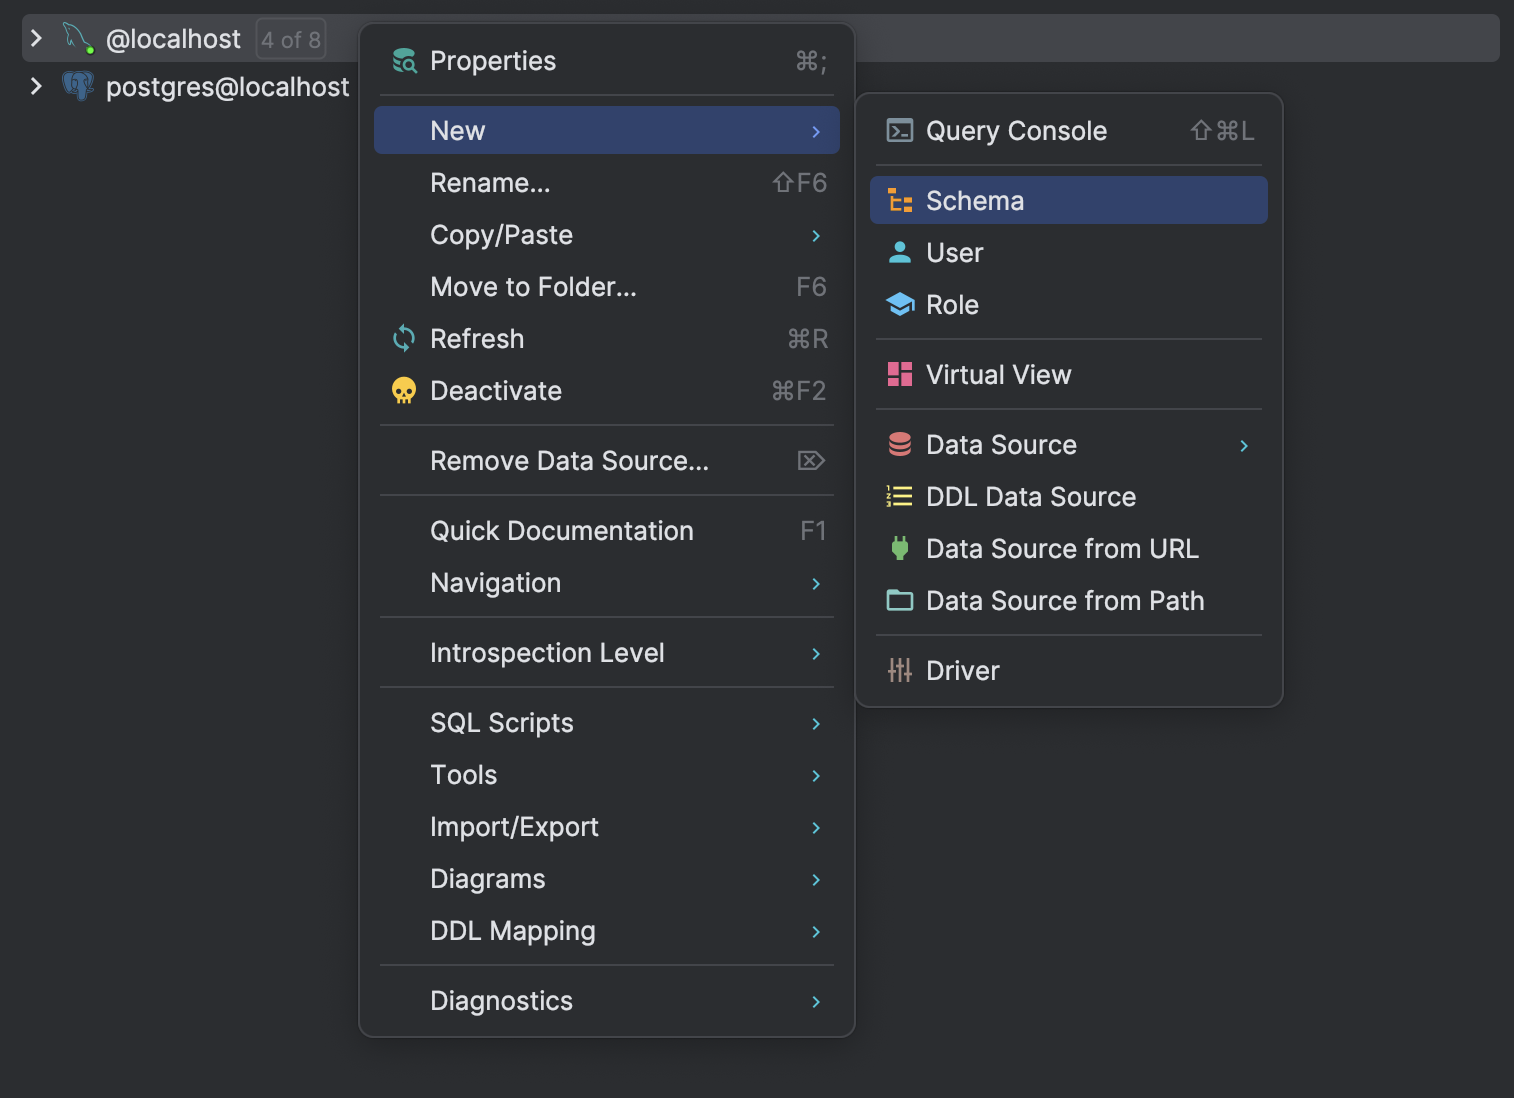 @localhost 4 of 8
postgres@localhost
Properties ⌘;
New
Rename... ⇧F6
Copy/Paste
Move to Folder... F6
Refresh ⌘R
Deactivate ⌘F2
Remove Data Source... ⌦
Quick Documentation F1
Navigation
Introspection Level
SQL Scripts
Tools
Import/Export
Diagrams
DDL Mapping
Diagnostics
Query Console ⇧⌘L
Schema
User
Role
Virtual View
Data Source
DDL Data Source
Data Source from URL
Data Source from Path
Driver